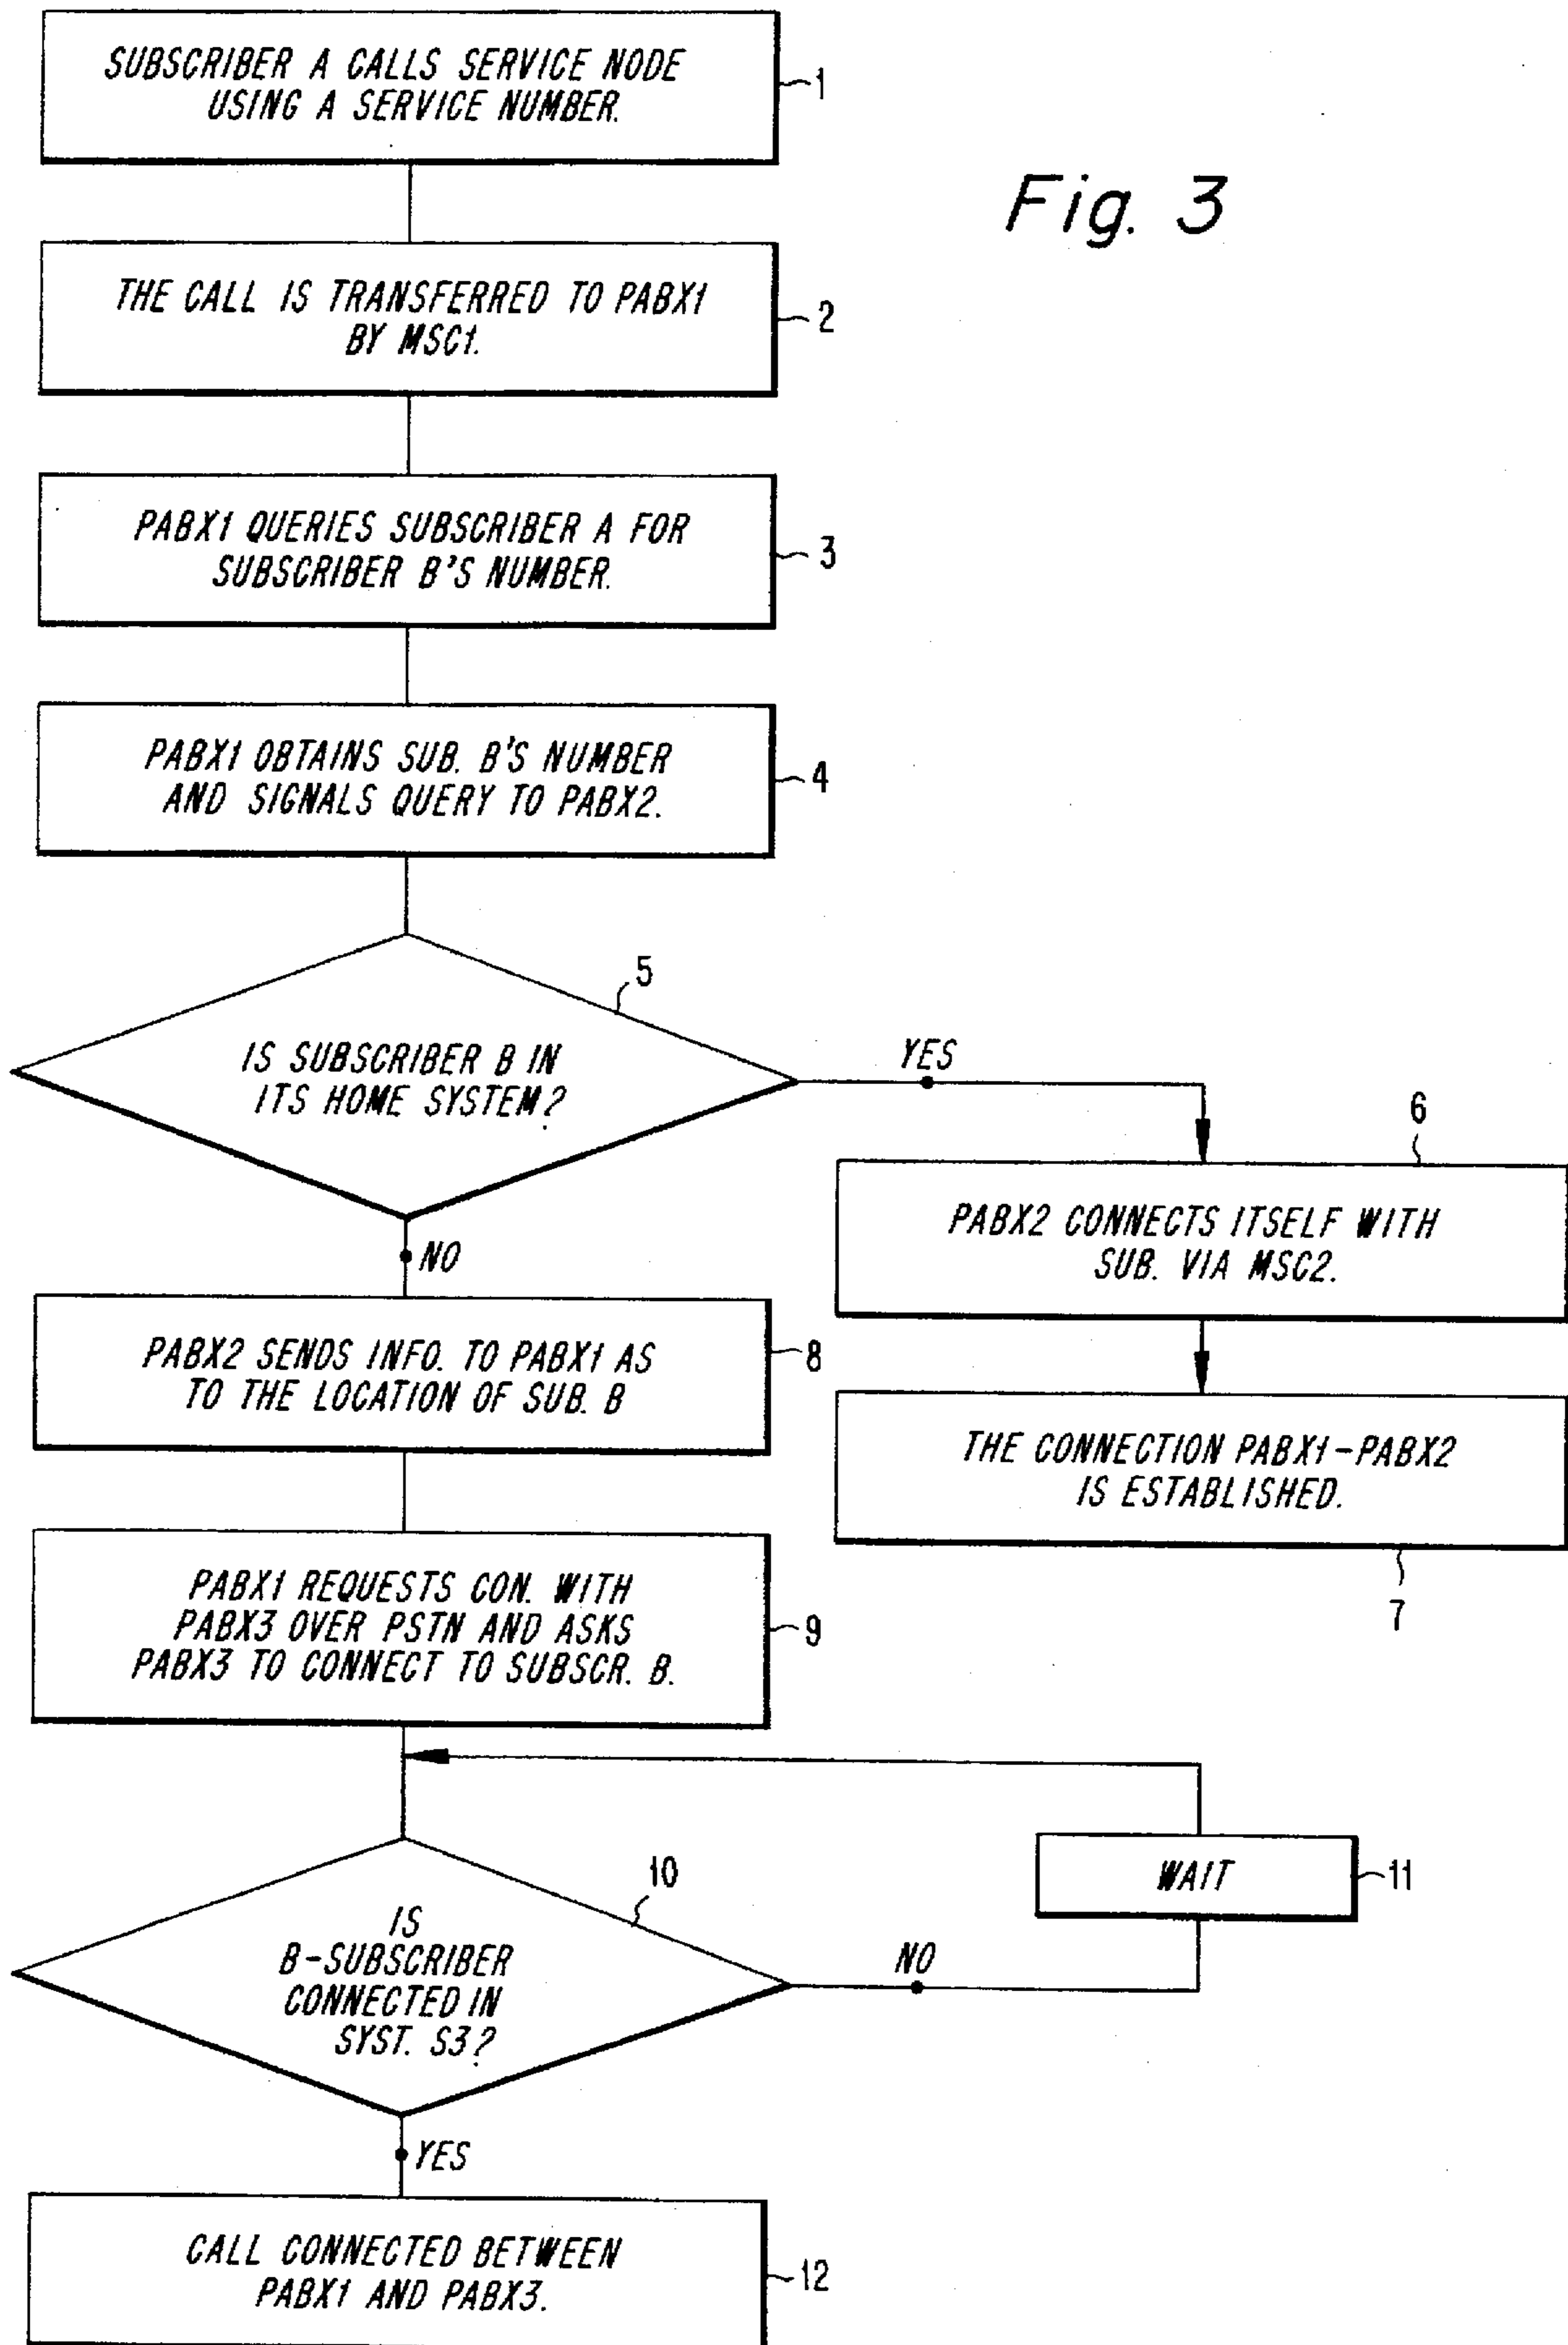 SUBSCRIBER A CALLS SERVICE NODE
USING A SERVICE NUMBER.
1
Fig. 3
THE CALL IS TRANSFERRED TO PABX1
BY MSC1.
2
PABX1 QUERIES SUBSCRIBER A FOR
SUBSCRIBER B'S NUMBER.
3
PABX1 OBTAINS SUB. B'S NUMBER
AND SIGNALS QUERY TO PABX2.
4
5
IS SUBSCRIBER B IN
ITS HOME SYSTEM?
YES
6
PABX2 CONNECTS ITSELF WITH
SUB. VIA MSC2.
NO
PABX2 SENDS INFO. TO PABX1 AS
TO THE LOCATION OF SUB. B
8
THE CONNECTION PABX1-PABX2
IS ESTABLISHED.
7
PABX1 REQUESTS CON. WITH
PABX3 OVER PSTN AND ASKS
PABX3 TO CONNECT TO SUBSCR. B.
9
10
IS
B-SUBSCRIBER
CONNECTED IN
SYST. S3?
NO
WAIT
11
YES
CALL CONNECTED BETWEEN
PABX1 AND PABX3.
12